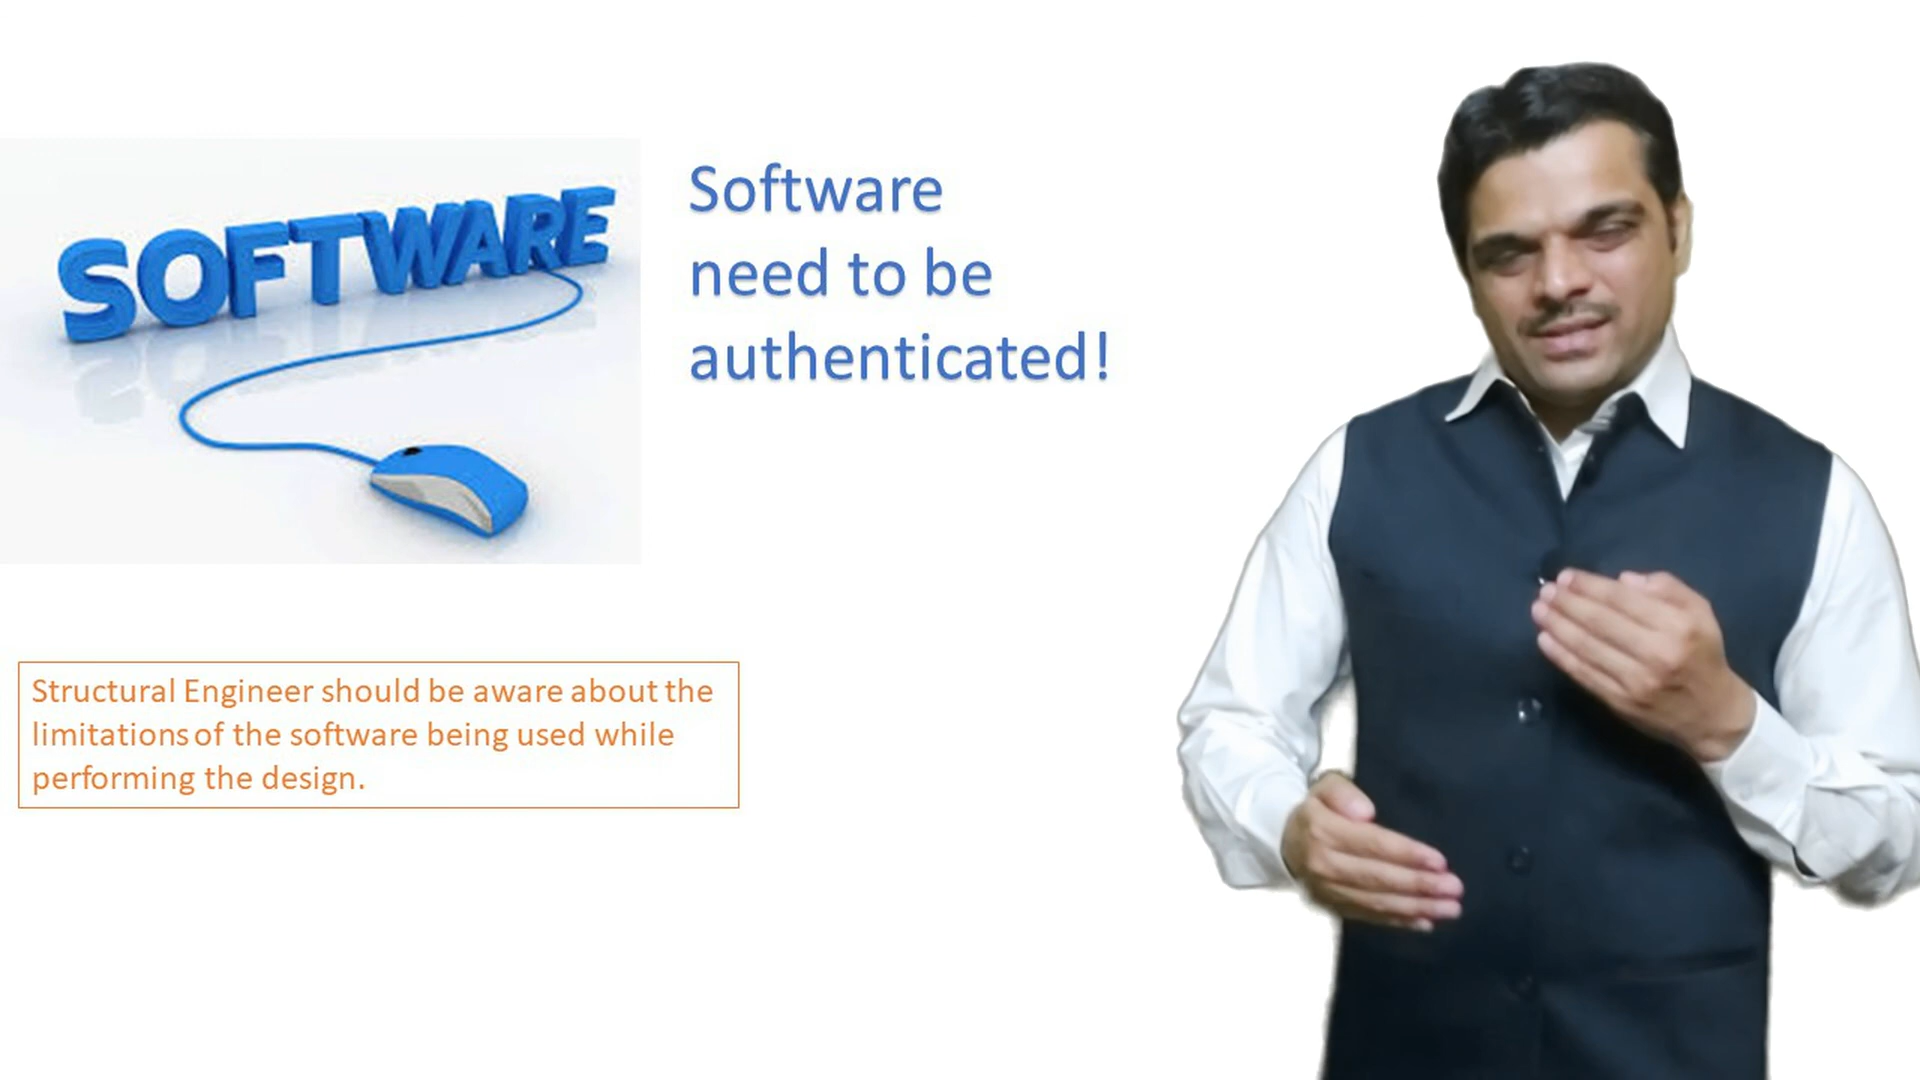 SOFTWARE
Software
need to be
authenticated!
Structural Engineer should be aware about the
limitations of the software being used while
performing the design.